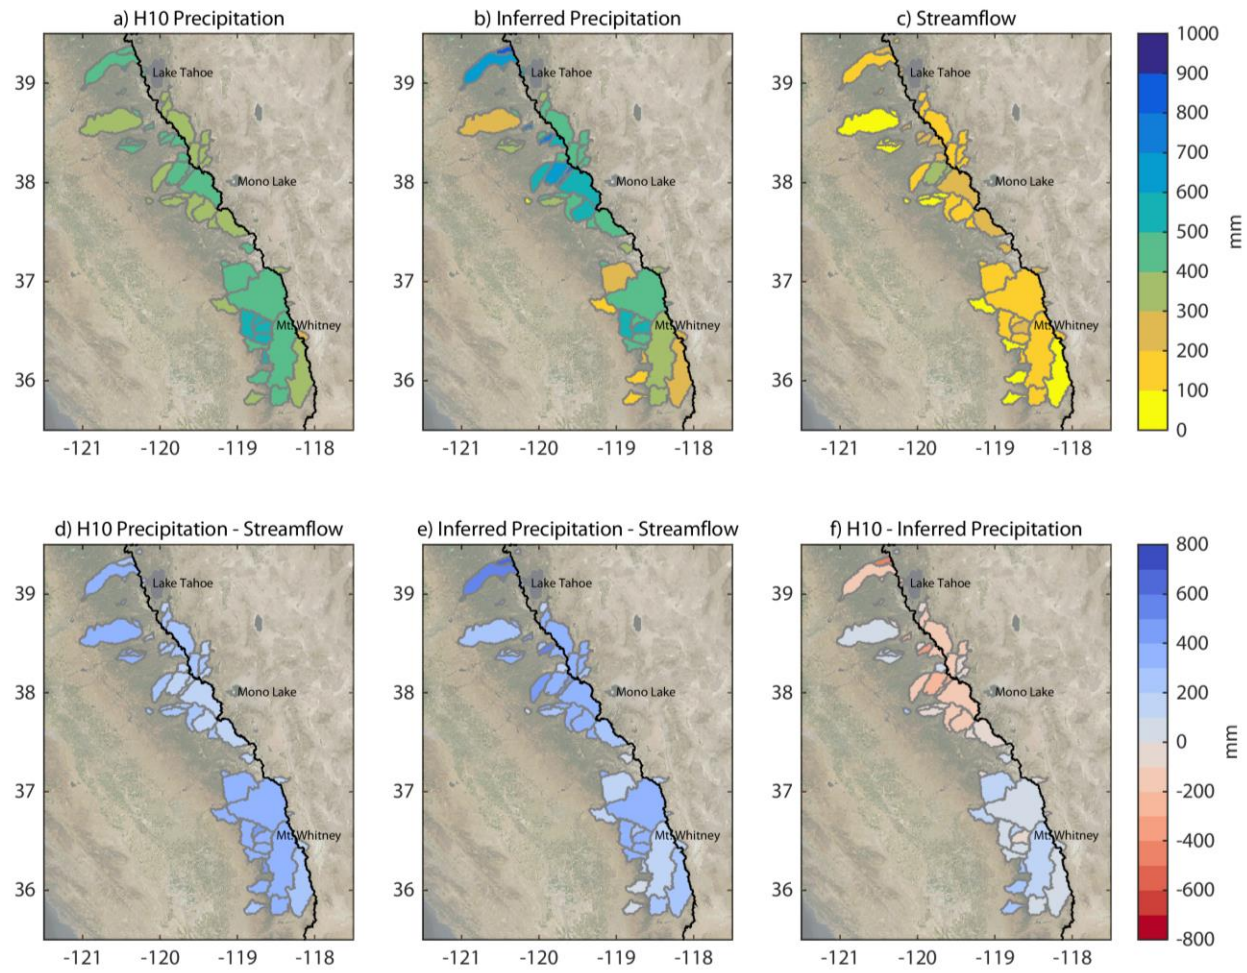 a) H10 Precipitation
b) Inferred Precipitation
c) Streamflow
39
38
37
36
-121 -120 -119 -118
Lake Tahoe
Mono Lake
Mt. Whitney
39
38
37
36
-121 -120 -119 -118
Lake Tahoe
Mono Lake
Mt. Whitney
39
38
37
36
-121 -120 -119 -118
Lake Tahoe
Mono Lake
Mt. Whitney
1000
900
800
700
600
500
400
300
200
100
0
mm
d) H10 Precipitation - Streamflow
e) Inferred Precipitation - Streamflow
f) H10 - Inferred Precipitation
39
38
37
36
-121 -120 -119 -118
Lake Tahoe
Mono Lake
Mt. Whitney
39
38
37
36
-121 -120 -119 -118
Lake Tahoe
Mono Lake
Mt. Whitney
39
38
37
36
-121 -120 -119 -118
Lake Tahoe
Mono Lake
Mt. Whitney
800
600
400
200
0
-200
-400
-600
-800
mm